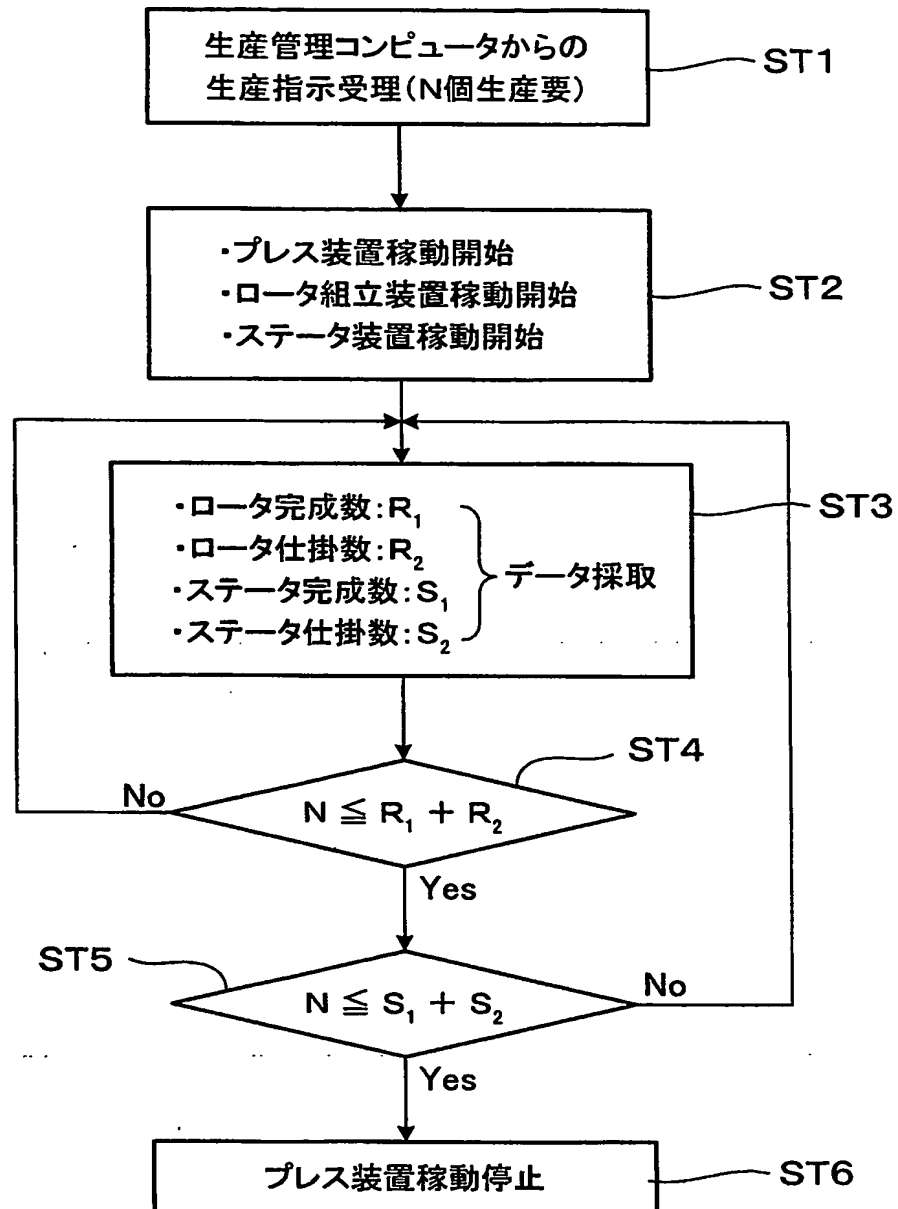 生産管理コンピュータからの
生産指示受理(N個生産要)
ST1
・プレス装置稼動開始
・ロータ組立装置稼動開始
・ステータ装置稼動開始
ST2
・ロータ完成数:R₁
・ロータ仕掛数:R₂
・ステータ完成数:S₁
・ステータ仕掛数:S₂
データ採取
ST3
ST4
N ≦ R₁ + R₂
No
Yes
ST5
N ≦ S₁ + S₂
No
Yes
プレス装置稼動停止
ST6